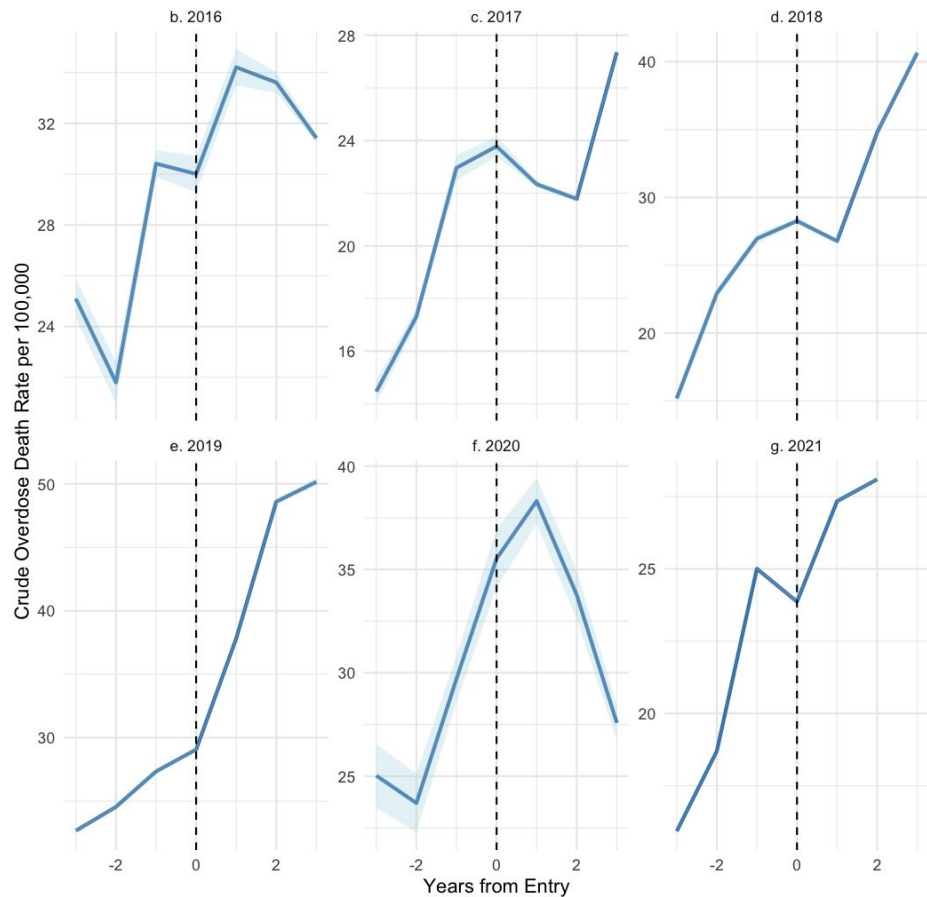 b. 2016
c. 2017
d. 2018
32
28
24
28
24
20
16
40
30
20
Crude Overdose Death Rate per 100,000
e. 2019
f. 2020
g. 2021
50
40
30
40
35
30
25
25
20
-2 0 2
-2 0 2
-2 0 2
Years from Entry